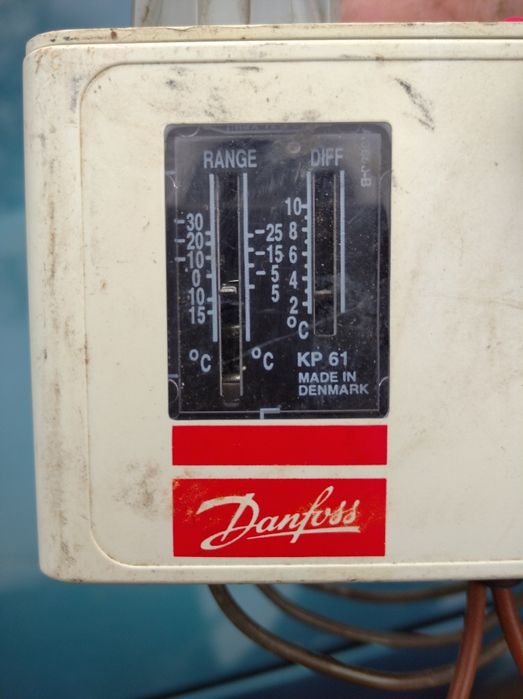 RANGE
DIFF
-30
-20
-10
0
10
15
°C
-25
-15
-5
5
°C
10
8
6
4
2
°C
KP 61
MADE IN
DENMARK
Danfoss